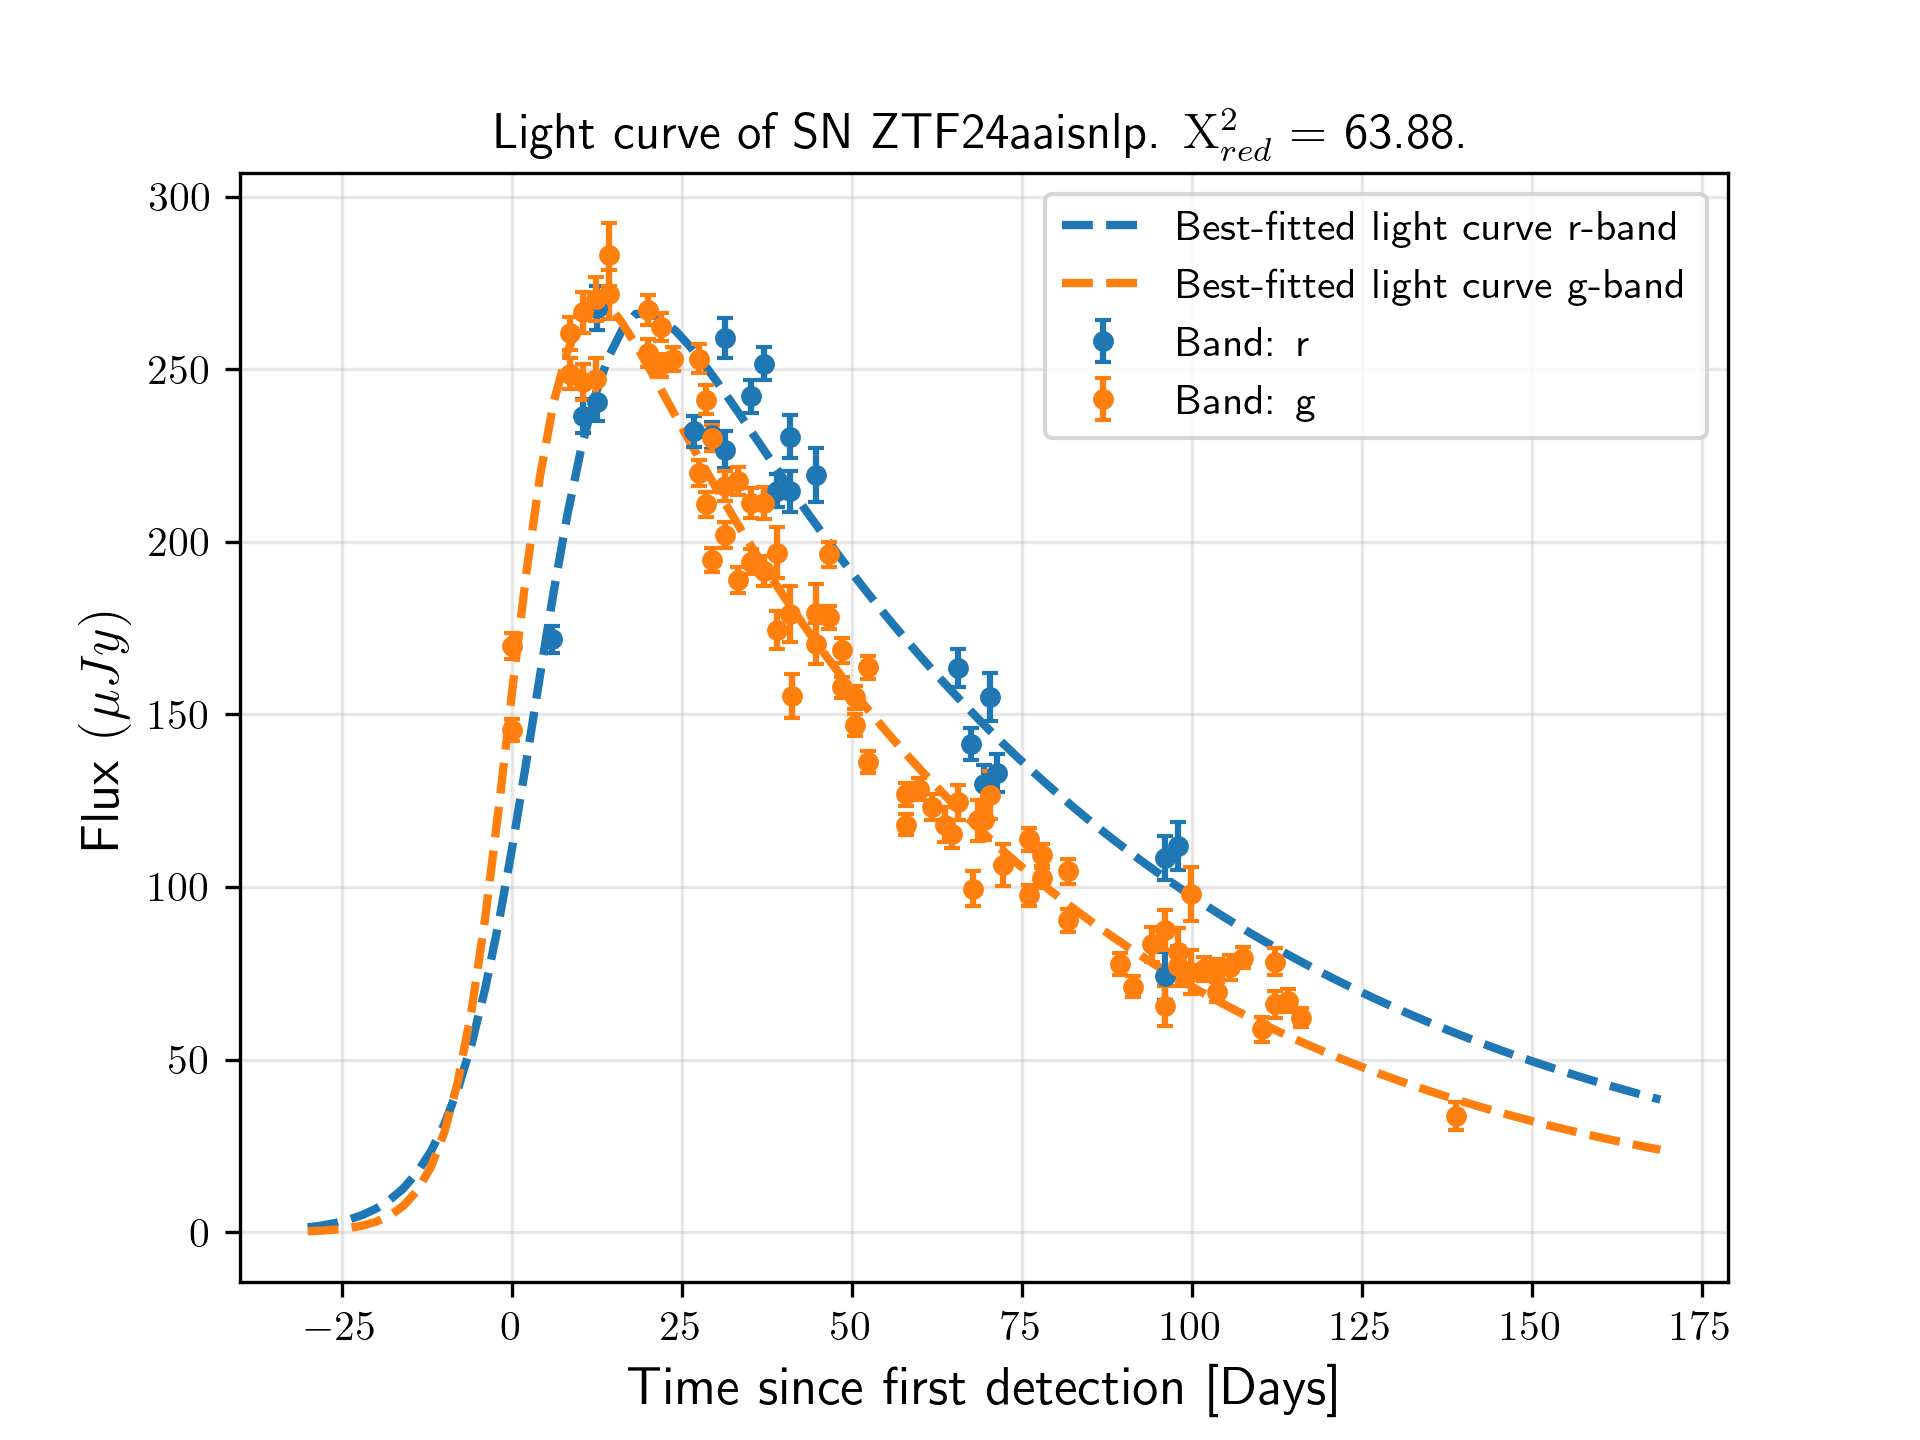 Light curve of SN ZTF24aaisnlp. X²_red = 63.88.
300
250
200
150
100
50
0
Flux (μJy)
Best-fitted light curve r-band
Best-fitted light curve g-band
Band: r
Band: g
−25 0 25 50 75 100 125 150 175
Time since first detection [Days]